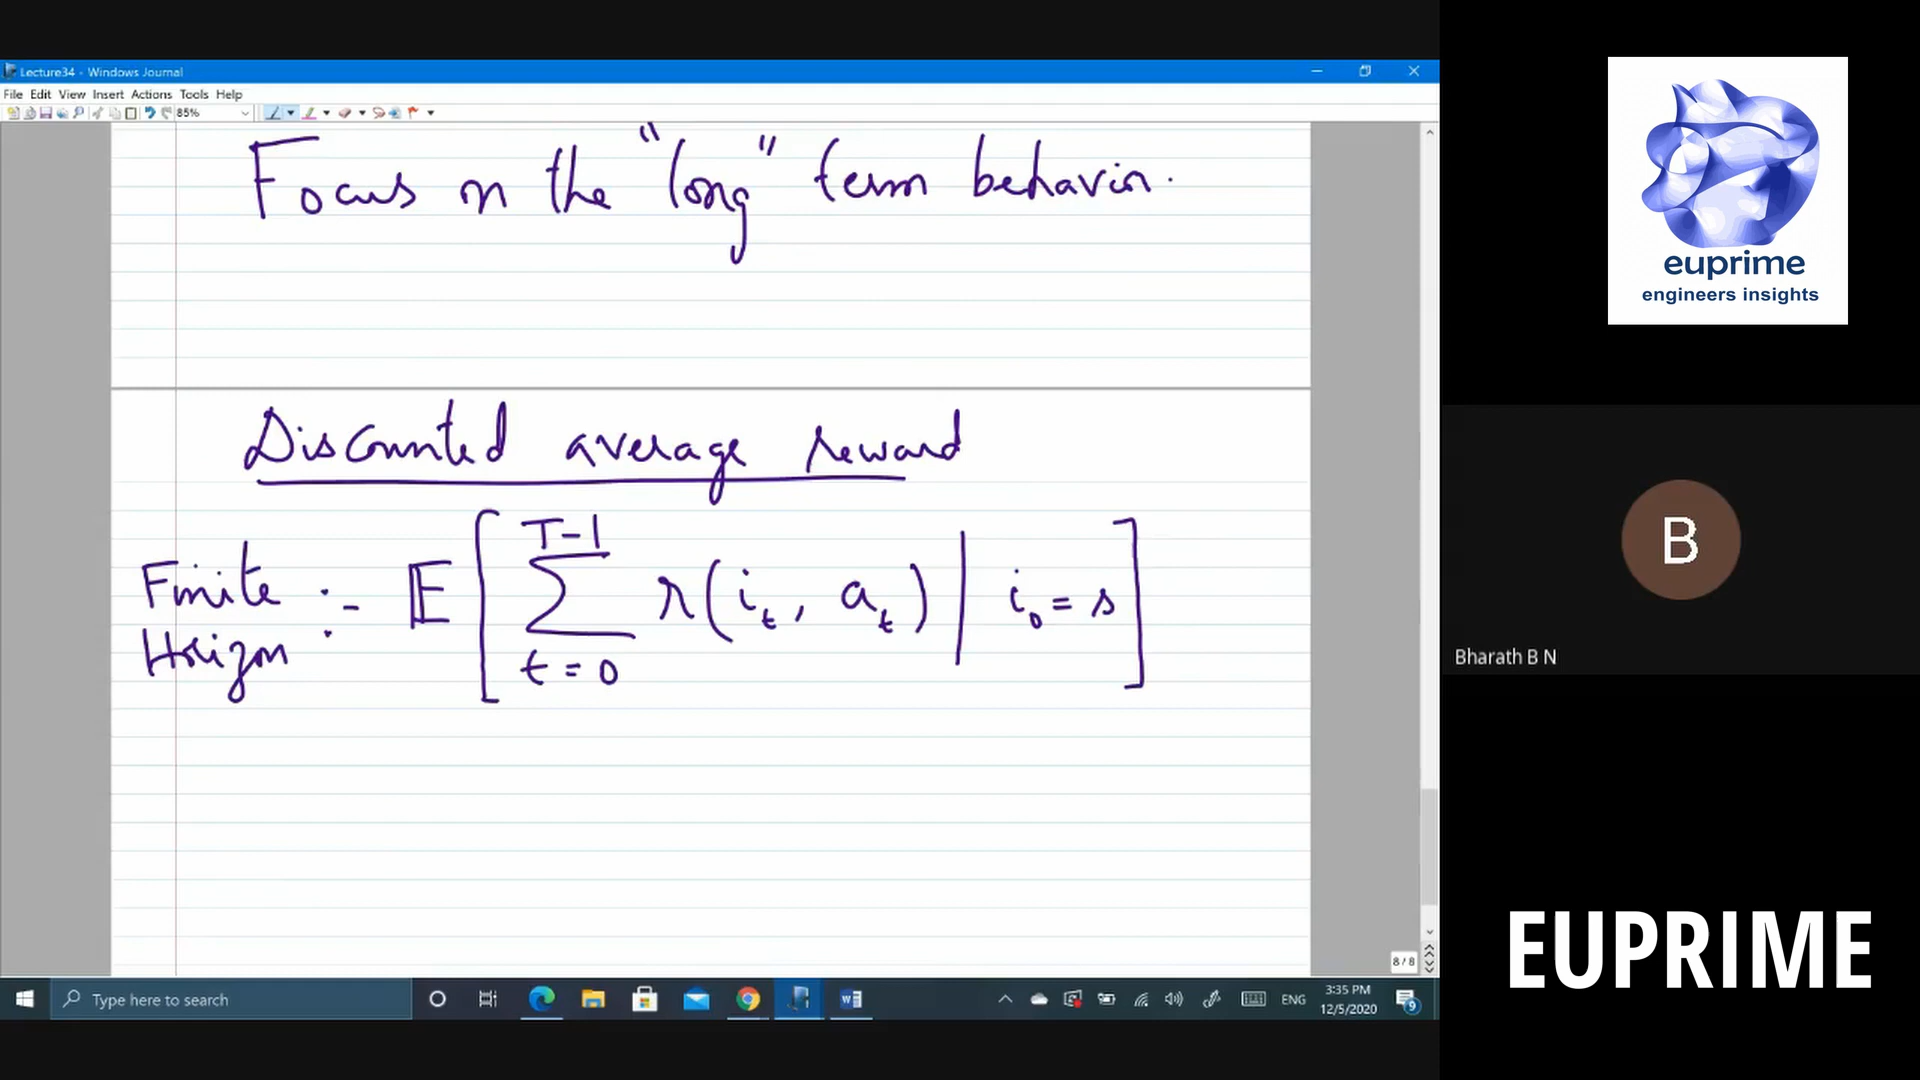 Lecture34 - Windows Journal
File Edit View Insert Actions Tools Help
85%
Focus on the "long" term behavior.
Discounted average reward
Finite Horizon :- 𝔼[ ∑_{t=0}^{T-1} r(i_t, a_t) | i_0 = s ]
8 / 8
Type here to search
ENG
3:35 PM
12/5/2020
9
euprime
engineers insights
B
Bharath B N
EUPRIME